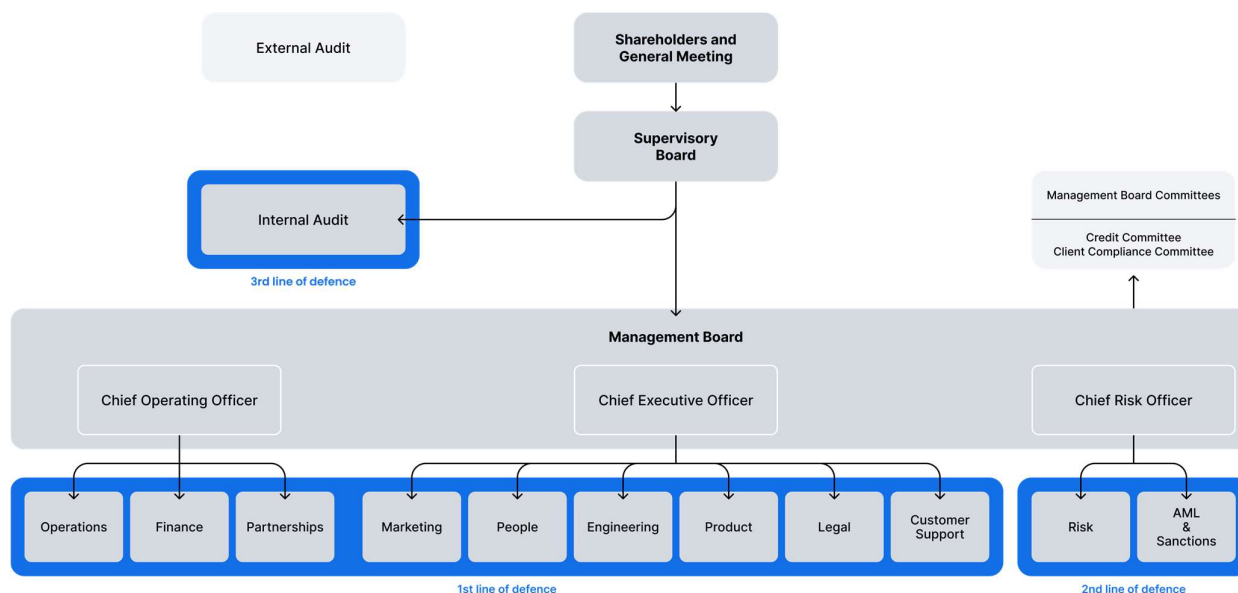 External Audit
Shareholders and
General Meeting
Supervisory
Board
Internal Audit
3rd line of defence
Management Board Committees
Credit Committee
Client Compliance Committee
Management Board
Chief Operating Officer
Chief Executive Officer
Chief Risk Officer
Operations
Finance
Partnerships
Marketing
People
Engineering
Product
Legal
Customer
Support
Risk
AML
&
Sanctions
1st line of defence
2nd line of defence